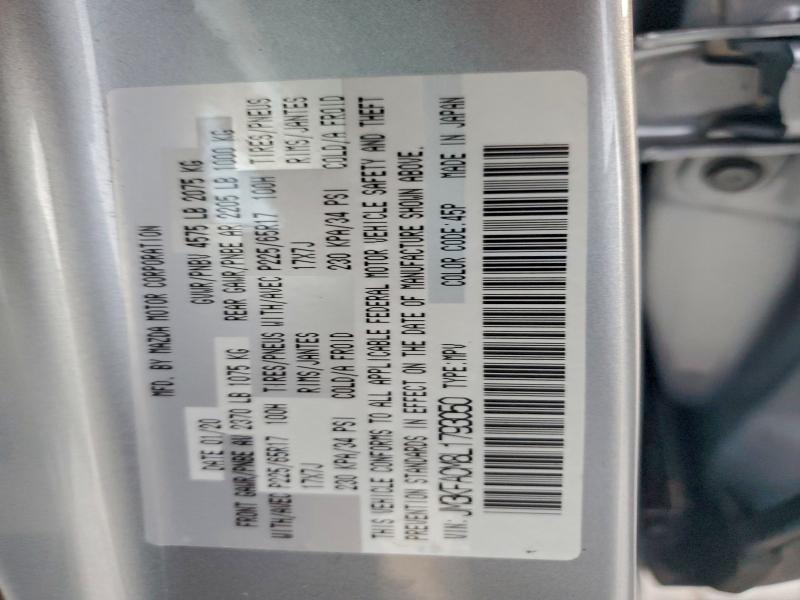 MFD. BY MAZDA MOTOR CORPORATION
DATE 01/20 GVWR/PNBV 4575 LB 2075 KG
FRONT GAWR/PNBE AV 2370 LB 1075 KG REAR GAWR/PNBE AR 2205 LB 1000 KG
WITH/AVEC P225/65R17 100H TIRES/PNEUS WITH/AVEC P225/65R17 100H TIRES/PNEUS
17X7J RIMS/JANTES 17X7J RIMS/JANTES
230 KPA/34 PSI COLD/A FROID 230 KPA/34 PSI COLD/A FROID
THIS VEHICLE CONFORMS TO ALL APPLICABLE FEDERAL MOTOR VEHICLE SAFETY AND THEFT
PREVENTION STANDARDS IN EFFECT ON THE DATE OF MANUFACTURE SHOWN ABOVE.
VIN: JM3KFACM8L1793050 TYPE:MPV COLOR CODE:45P MADE IN JAPAN